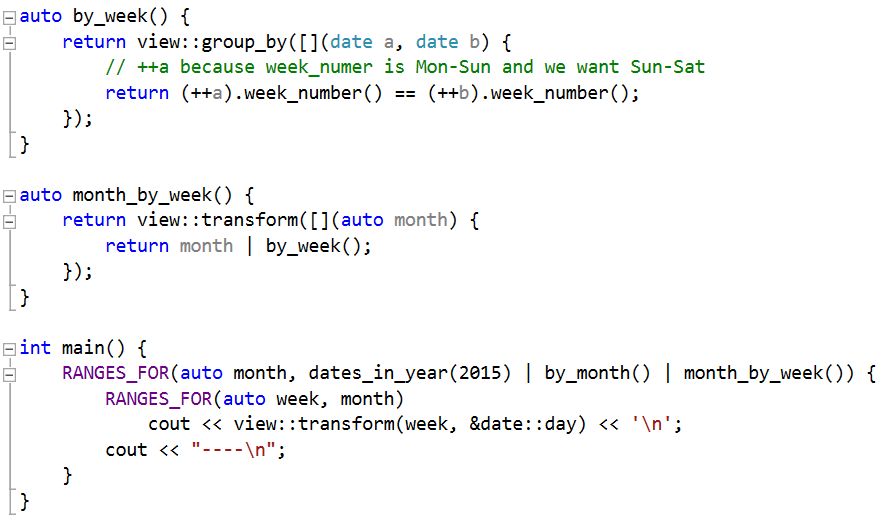 auto by_week() {
    return view::group_by([](date a, date b) {
        // ++a because week_numer is Mon-Sun and we want Sun-Sat
        return (++a).week_number() == (++b).week_number();
    });
}

auto month_by_week() {
    return view::transform([](auto month) {
        return month | by_week();
    });
}

int main() {
    RANGES_FOR(auto month, dates_in_year(2015) | by_month() | month_by_week()) {
        RANGES_FOR(auto week, month)
            cout << view::transform(week, &date::day) << '\n';
        cout << "----\n";
    }
}